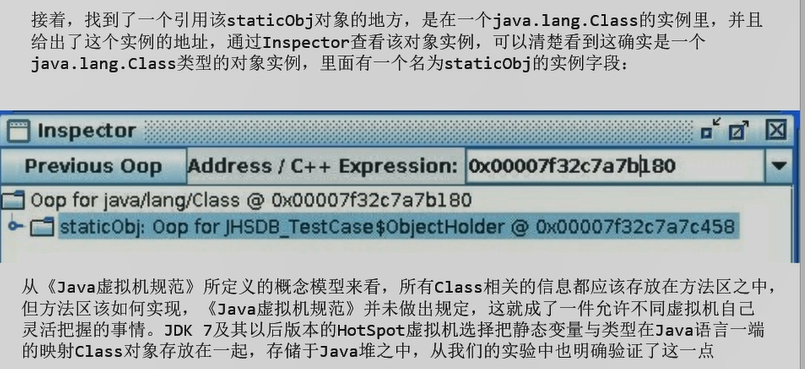 接着，找到了一个引用该staticObj对象的地方，是在一个java.lang.Class的实例里，并且
给出了这个实例的地址，通过Inspector查看该对象实例，可以清楚看到这确实是一个
java.lang.Class类型的对象实例，里面有一个名为staticObj的实例字段：
Inspector
Previous Oop Address / C++ Expression: 0x00007f32c7a7b180
Oop for java/lang/Class @ 0x00007f32c7a7b180
staticObj: Oop for JHSDB_TestCase$ObjectHolder @ 0x00007f32c7a7c458
从《Java虚拟机规范》所定义的概念模型来看，所有Class相关的信息都应该存放在方法区之中，
但方法区该如何实现，《Java虚拟机规范》并未做出规定，这就成了一件允许不同虚拟机自己
灵活把握的事情。JDK 7及其以后版本的HotSpot虚拟机选择把静态变量与类型在Java语言一端
的映射Class对象存放在一起，存储于Java堆之中，从我们的实验中也明确验证了这一点